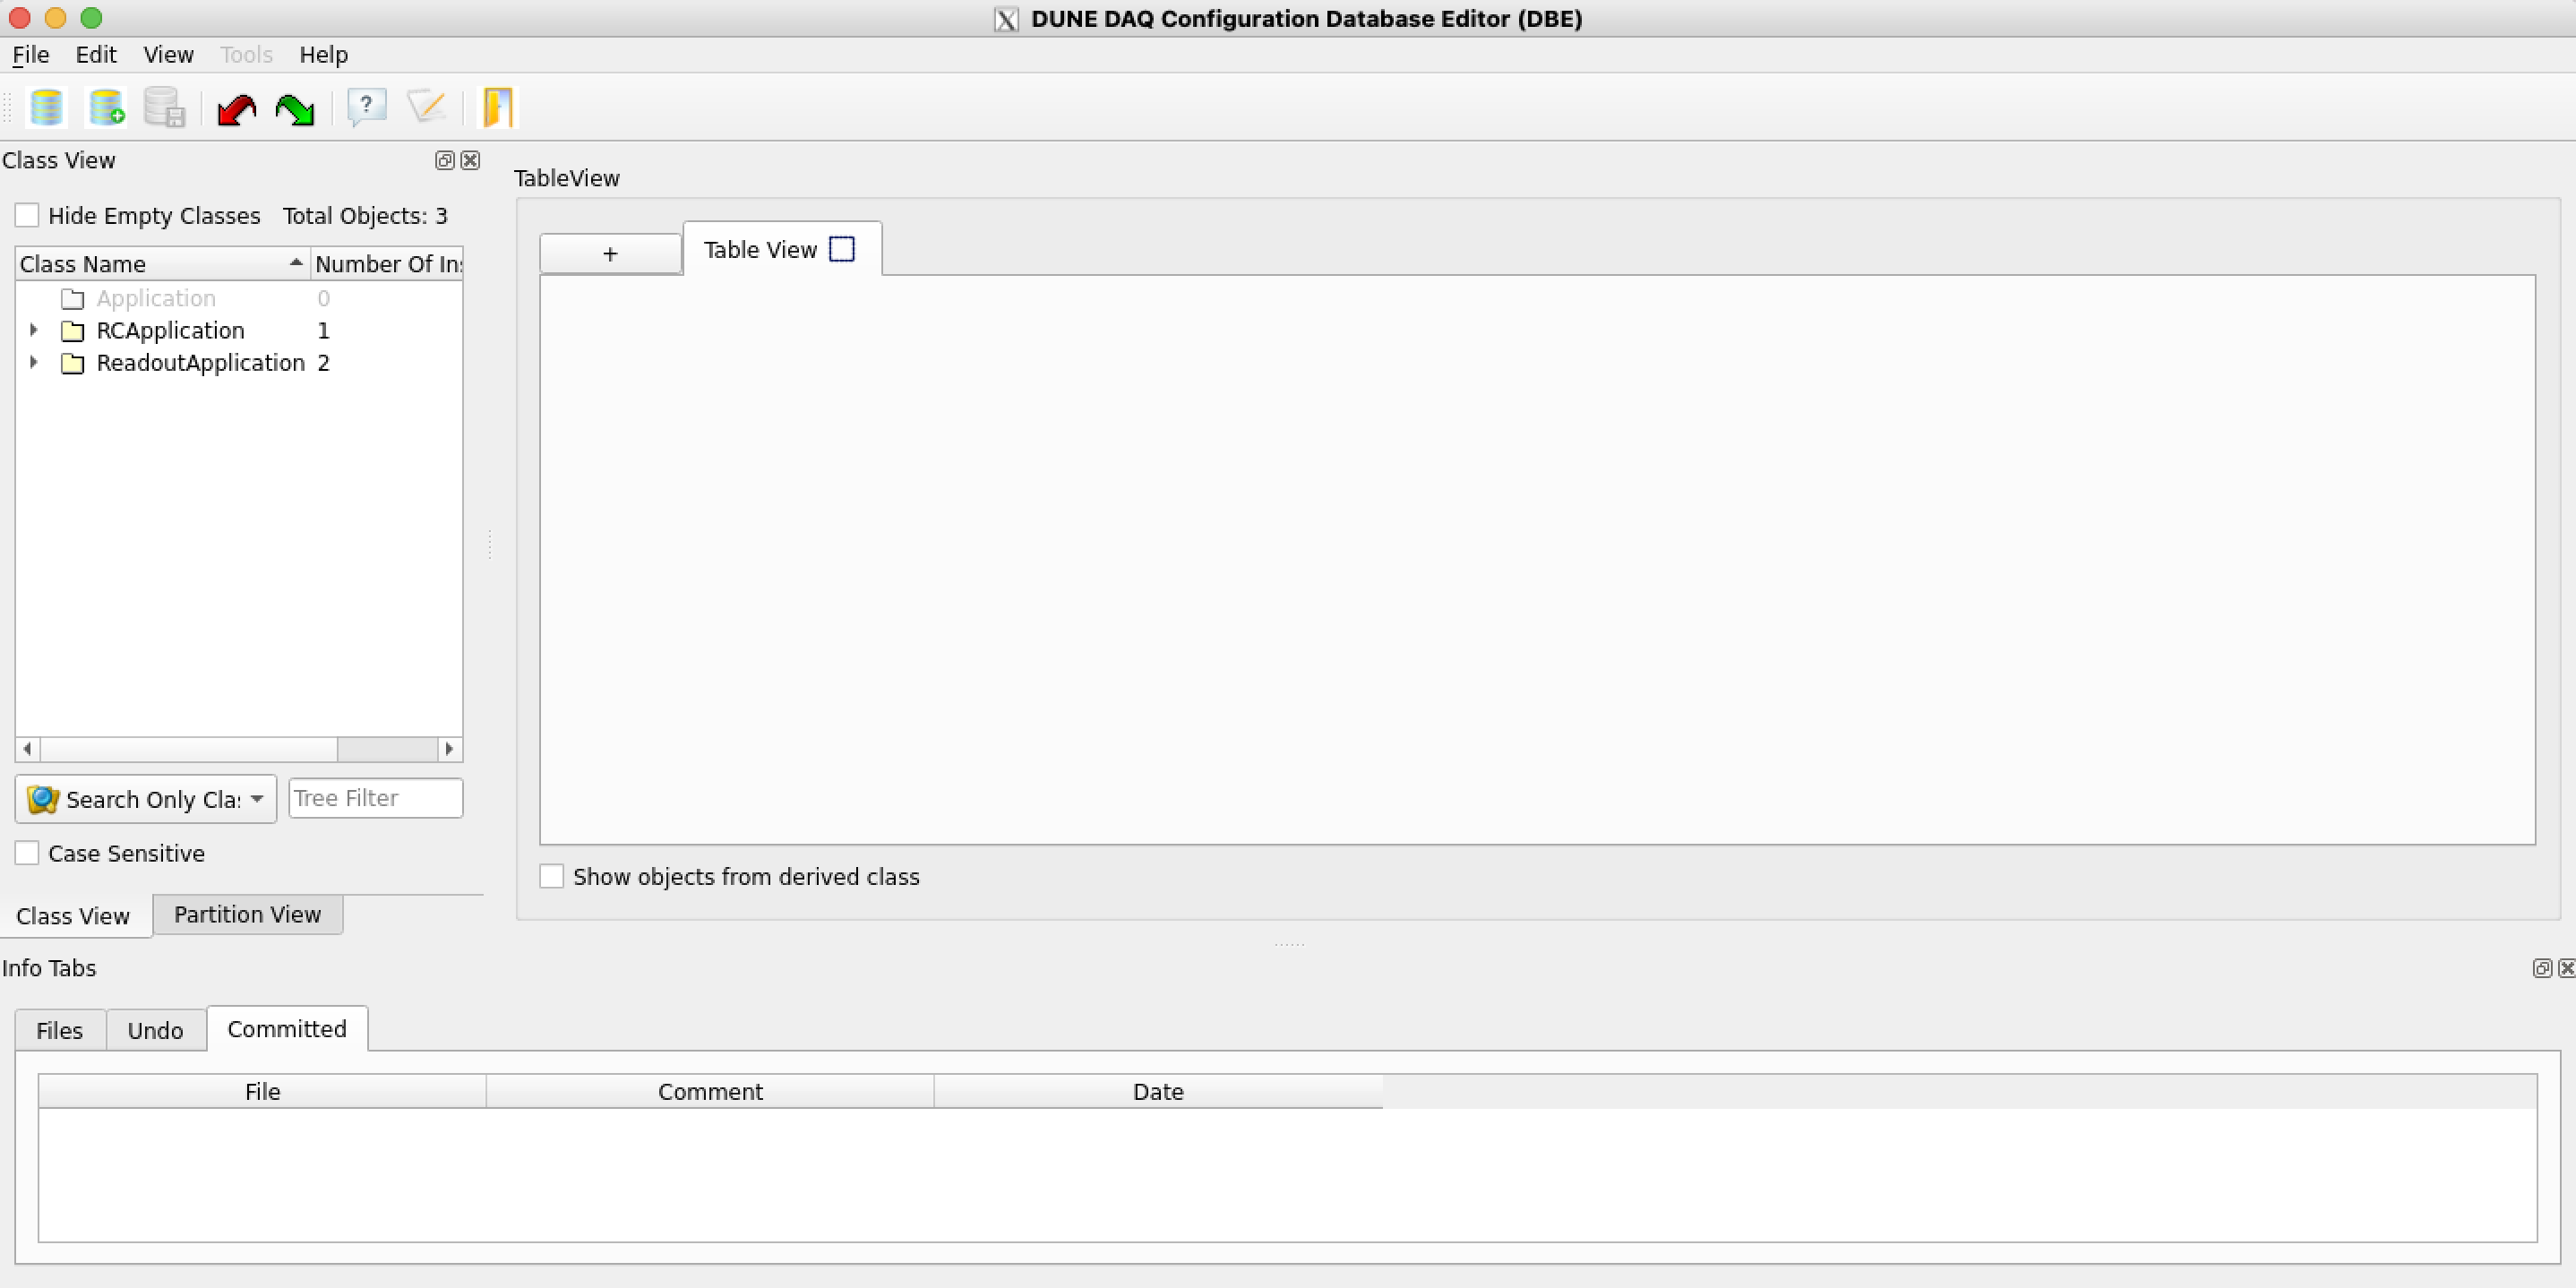 DUNE DAQ Configuration Database Editor (DBE)
File Edit View Tools Help
?
Class View
TableView
Hide Empty Classes Total Objects: 3
+ Table View
Class Name Number Of In
Application 0
RCApplication 1
ReadoutApplication 2
Search Only Cla Tree Filter
Case Sensitive
Show objects from derived class
Class View Partition View
Info Tabs
Files Undo Committed
File Comment Date